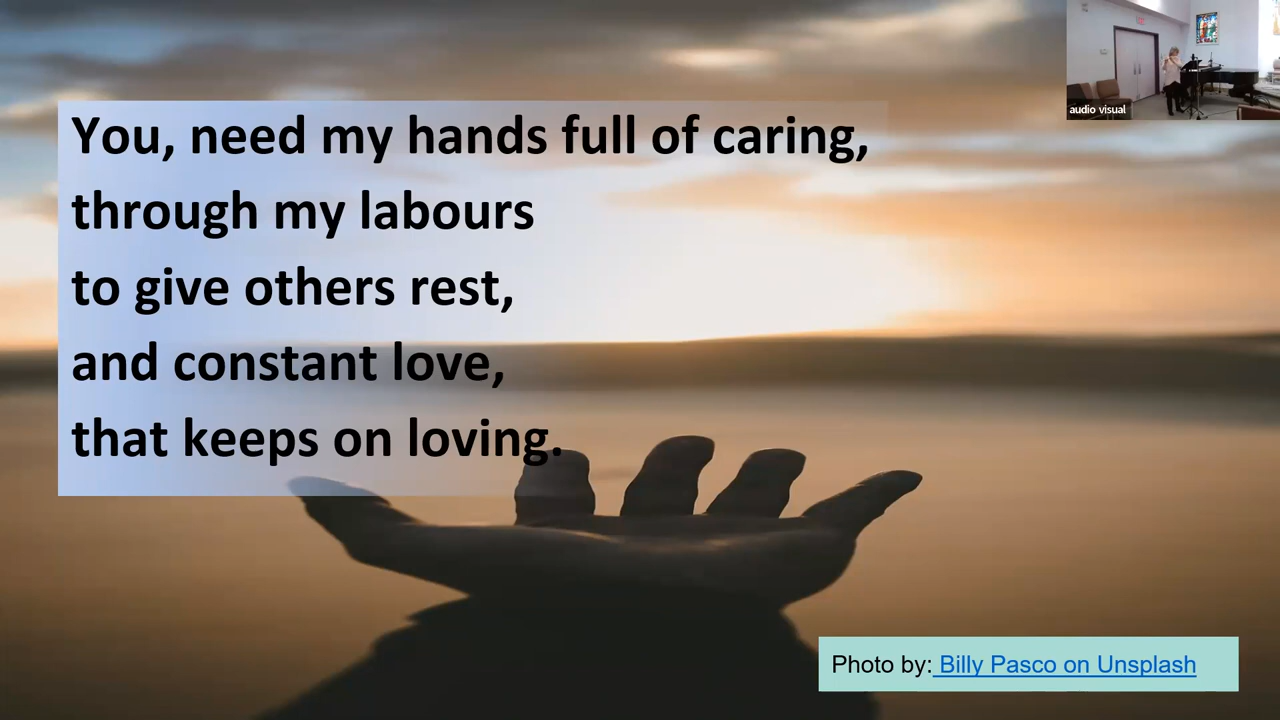 You, need my hands full of caring,
through my labours
to give others rest,
and constant love,
that keeps on loving.
audio visual
Photo by: Billy Pasco on Unsplash